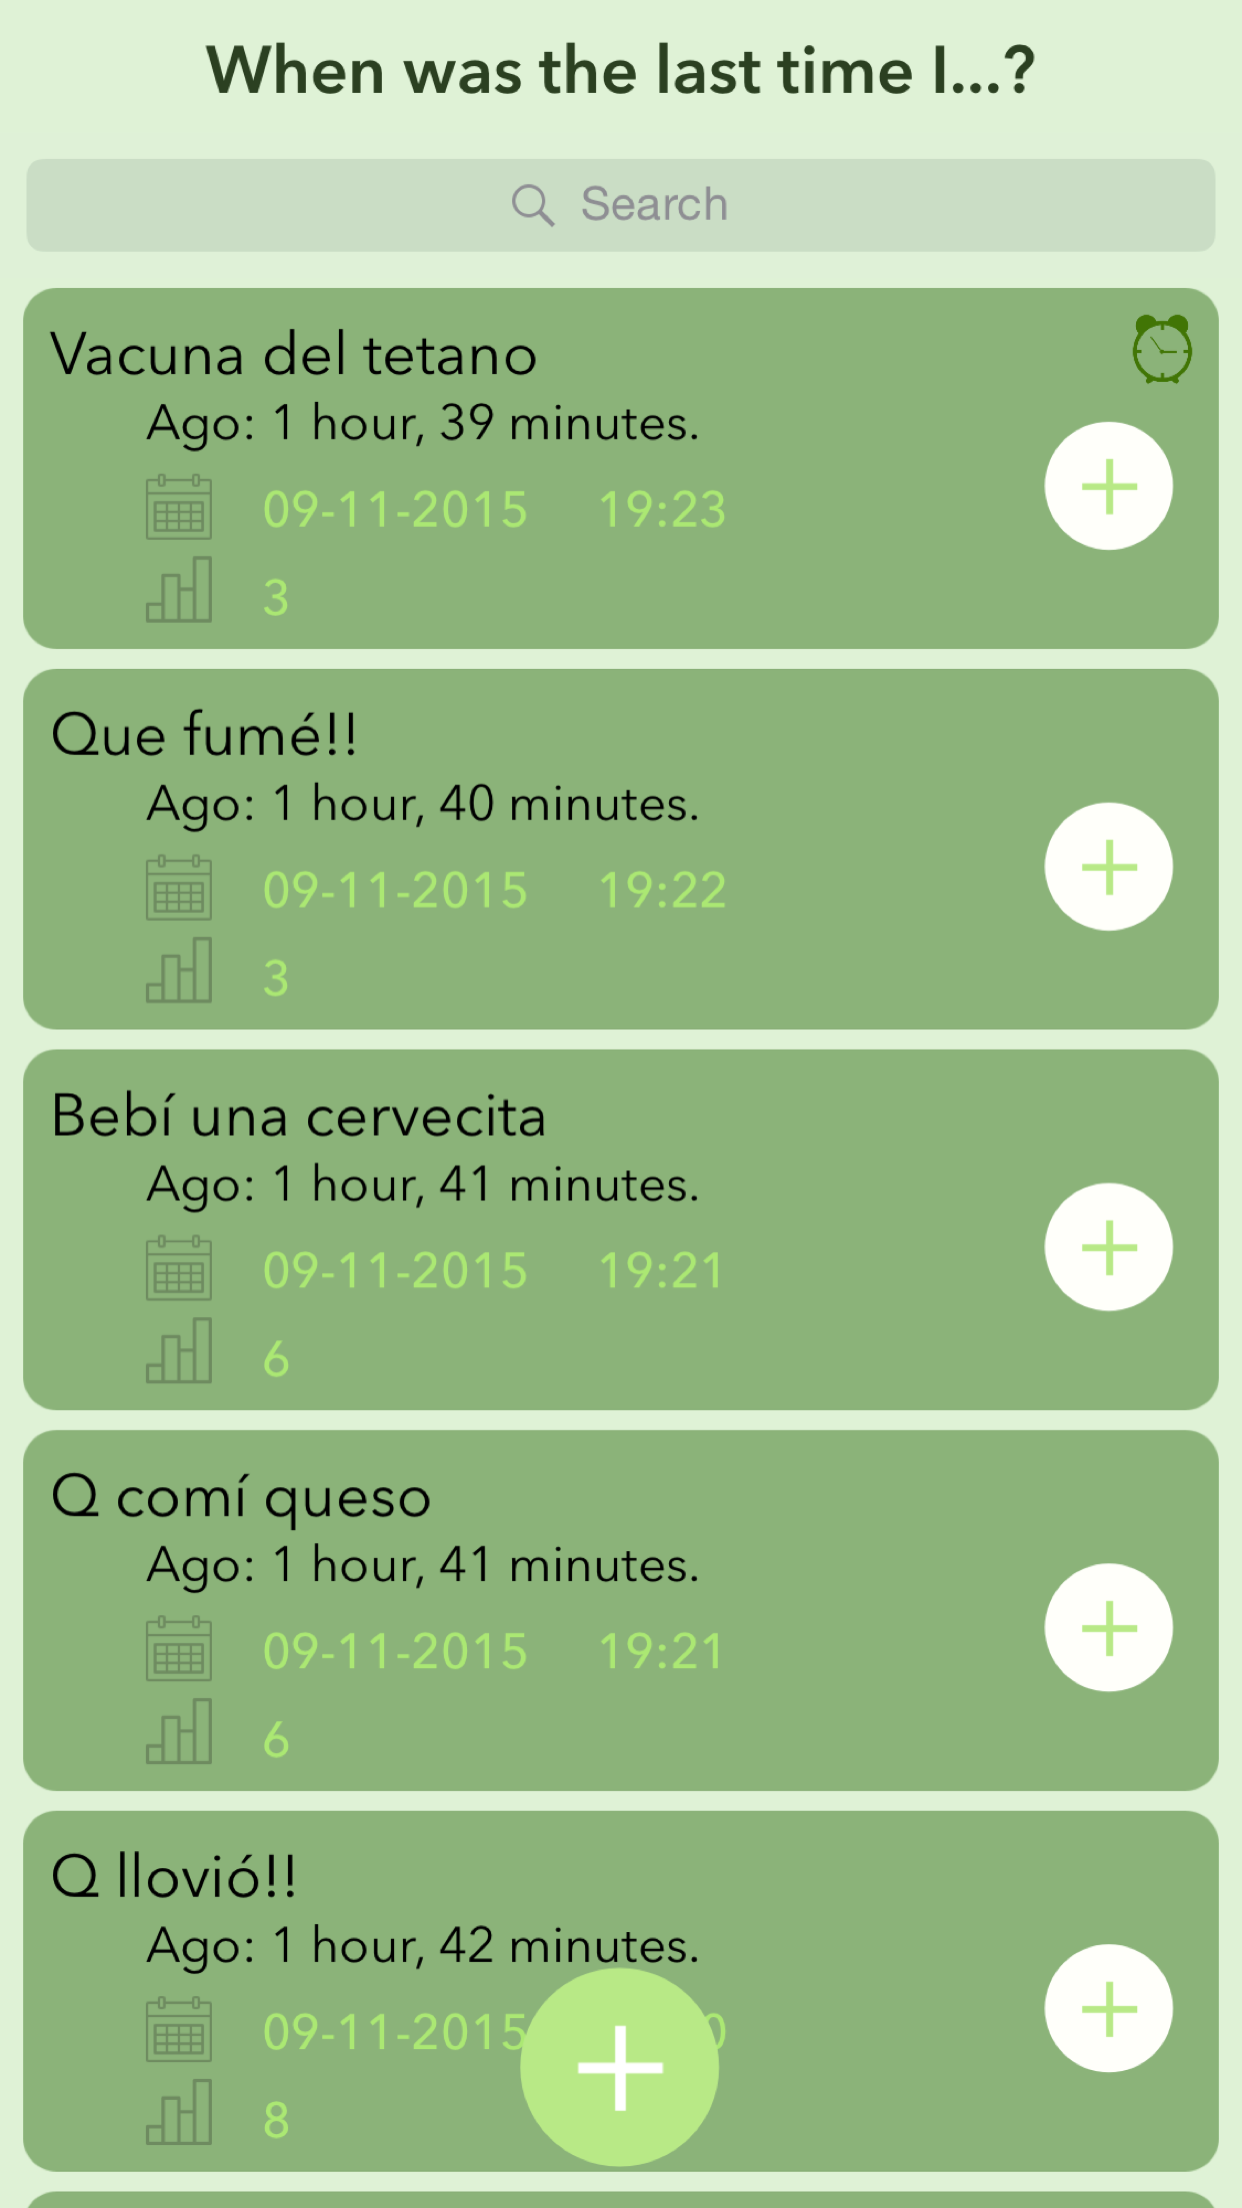 When was the last time I...?
Search
Vacuna del tetano
Ago: 1 hour, 39 minutes.
09-11-2015 19:23
3
Que fumé!!
Ago: 1 hour, 40 minutes.
09-11-2015 19:22
3
Bebí una cervecita
Ago: 1 hour, 41 minutes.
09-11-2015 19:21
6
Q comí queso
Ago: 1 hour, 41 minutes.
09-11-2015 19:21
6
Q llovió!!
Ago: 1 hour, 42 minutes.
09-11-2015
8